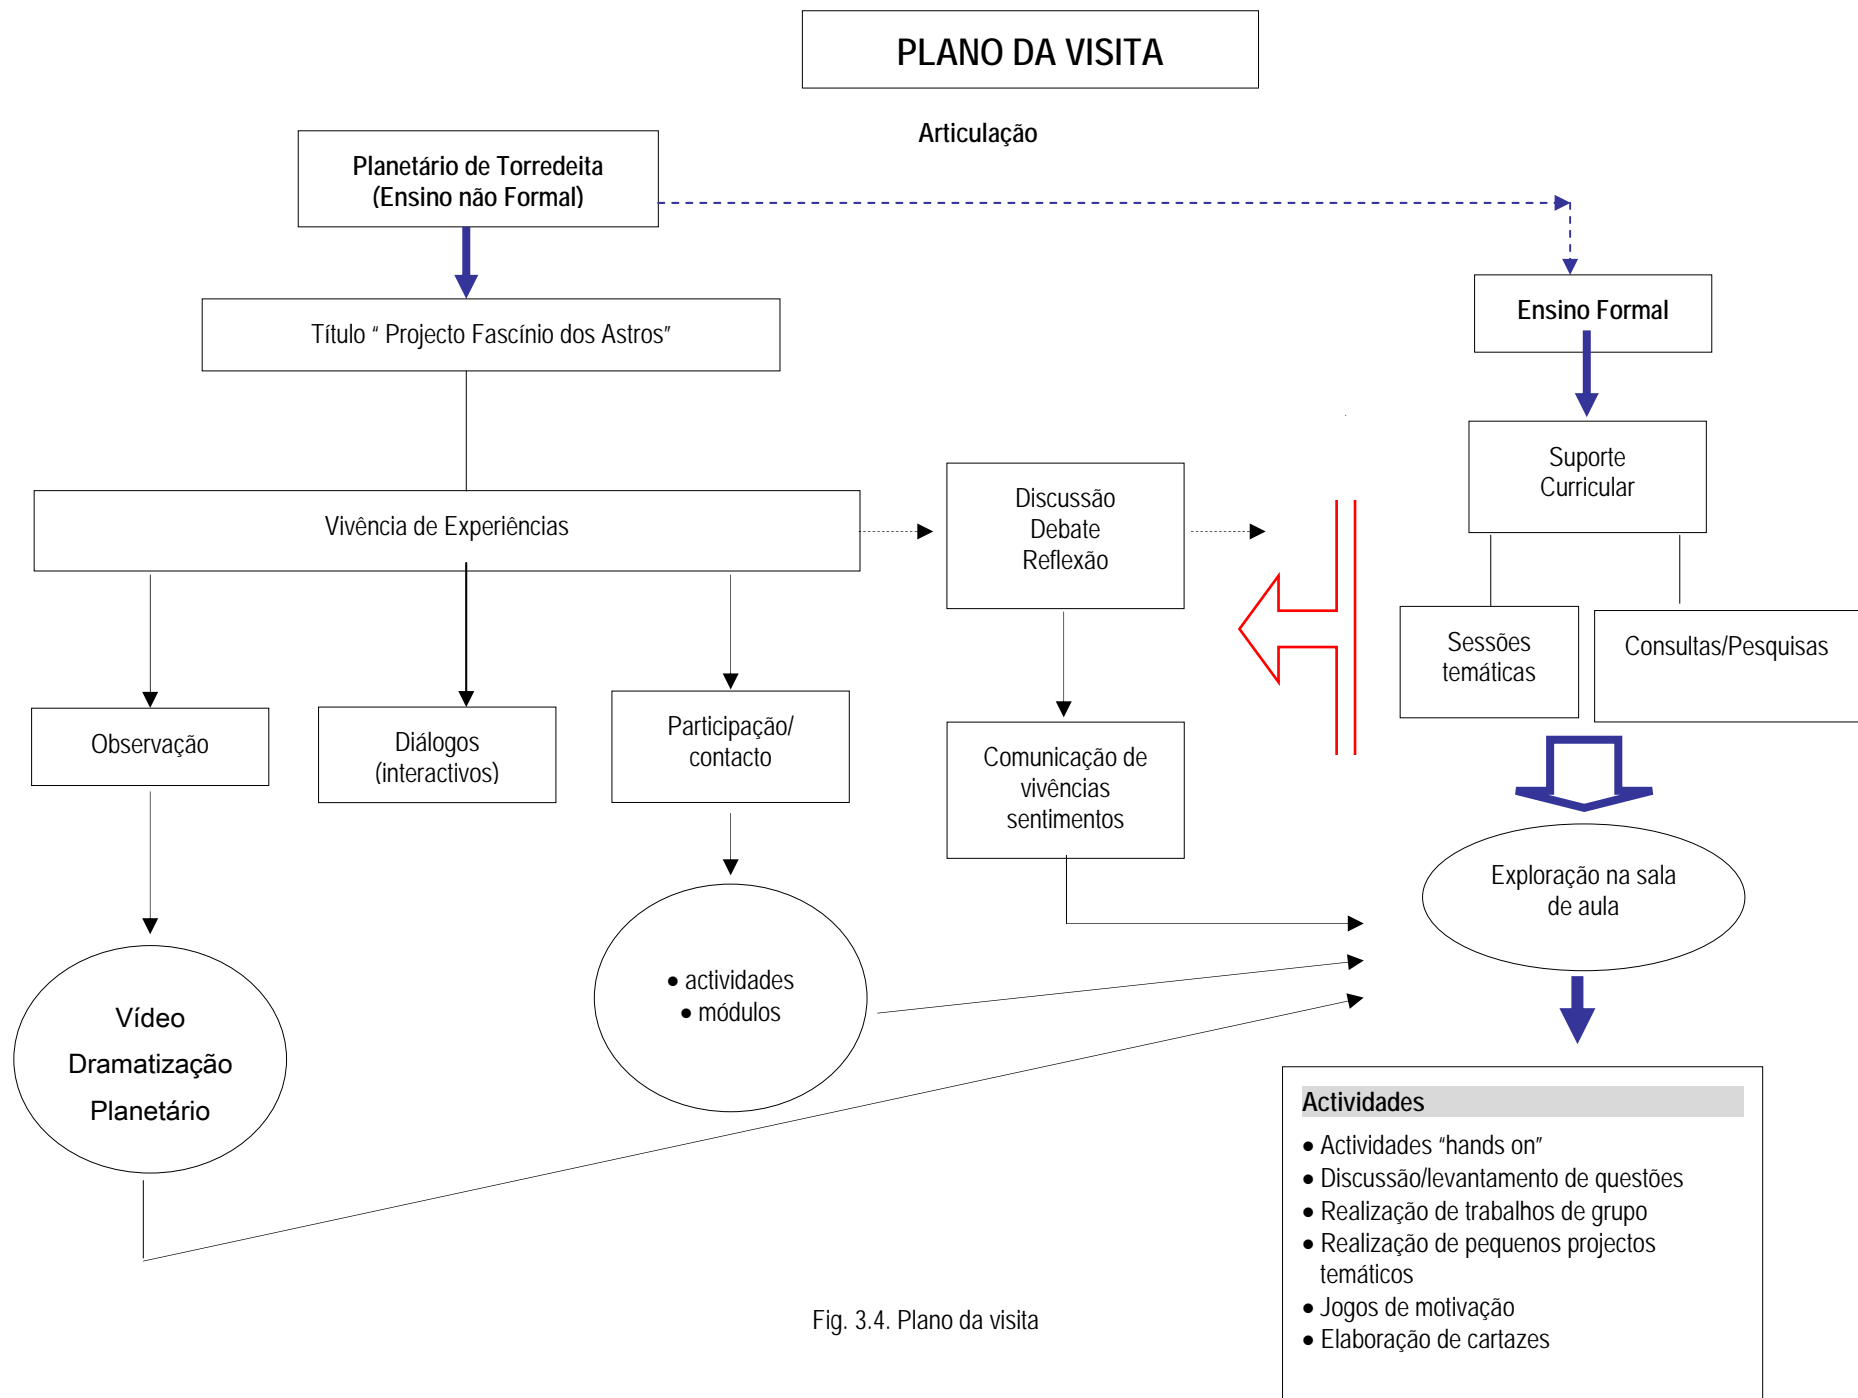 PLANO DA VISITA
Articulação
Planetário de Torredeita
(Ensino não Formal)
Ensino Formal
Título “ Projecto Fascínio dos Astros”
Suporte
Curricular
Vivência de Experiências
Discussão
Debate
Reflexão
Sessões
temáticas
Consultas/Pesquisas
Observação
Diálogos
(interactivos)
Participação/
contacto
Comunicação de
vivências
sentimentos
Exploração na sala
de aula
• actividades
• módulos
Vídeo
Dramatização
Planetário
Actividades
• Actividades “hands on”
• Discussão/levantamento de questões
• Realização de trabalhos de grupo
• Realização de pequenos projectos
temáticos
• Jogos de motivação
• Elaboração de cartazes
Fig. 3.4. Plano da visita